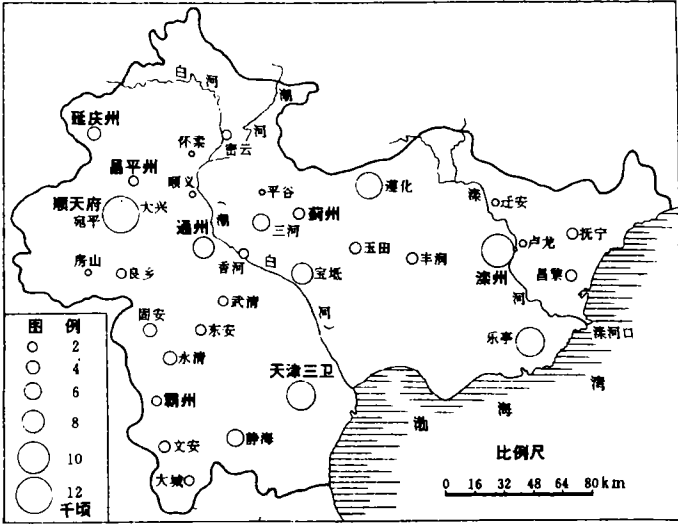 白
河
潮
河
延庆州
怀柔
密云
昌平州
顺义
平谷
遵化
滦
迁安
顺天府
宛平
大兴
通州
（潮
三河
蓟州
卢龙
抚宁
房山
良乡
香河
白
宝坻
玉田
丰润
滦州
昌黎
河
武清
河）
固安
东安
永清
乐亭
滦河口
天津三卫
霸州
文安
静海
大城
渤
海
湾
图 例
2
4
6
8
10
12
千顷
比例尺
0 16 32 48 64 80 km